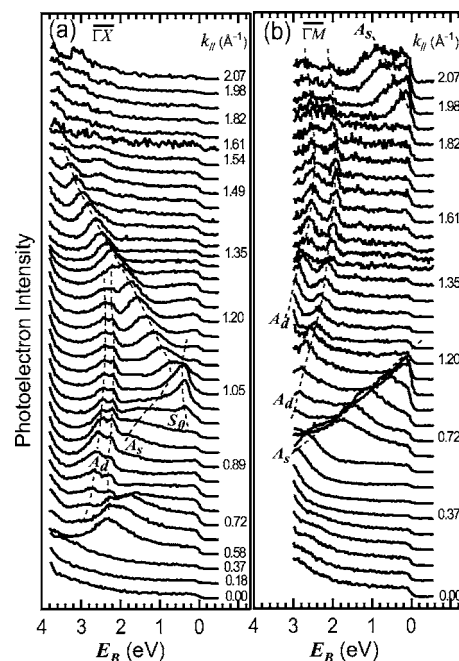 (a) Γ̅X̅ k// (Å⁻¹)
2.07
1.98
1.82
1.61
1.54
1.49
1.35
1.20
1.05
0.89
0.72
0.58
0.37
0.18
0.00
Ad
As
Photoelectron Intensity
4 3 2 1 0
EB (eV)
(b) Γ̅M̅ As k// (Å⁻¹)
2.07
1.98
1.82
1.61
1.35
1.20
0.72
0.37
0.00
Ad
Ad
As
4 3 2 1 0
EB (eV)